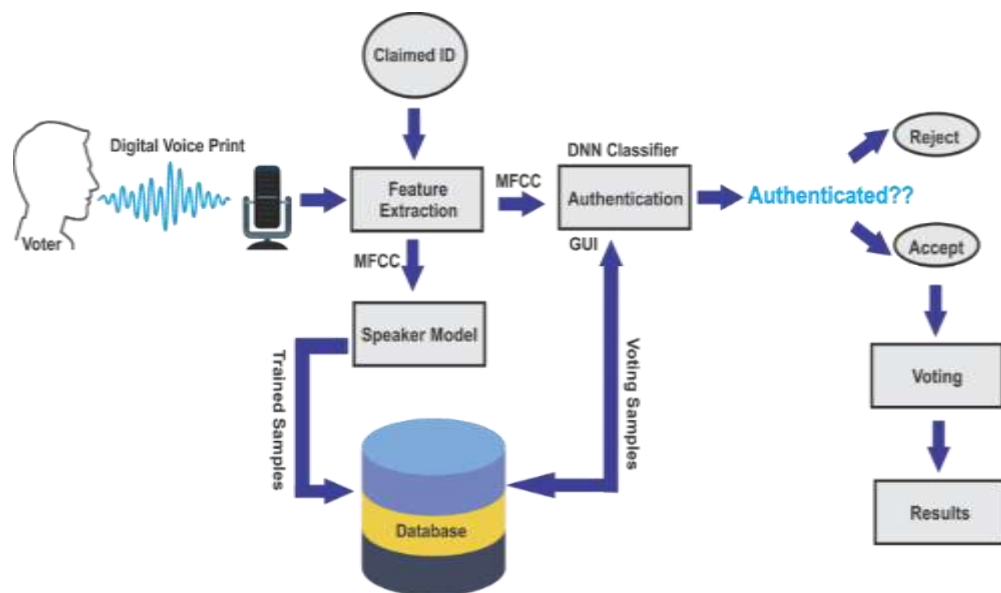 Claimed ID
Digital Voice Print
Voter
Feature
Extraction
MFCC
DNN Classifier
Authentication
GUI
Authenticated??
Reject
Accept
MFCC
Speaker Model
Trained Samples
Voting Samples
Database
Voting
Results